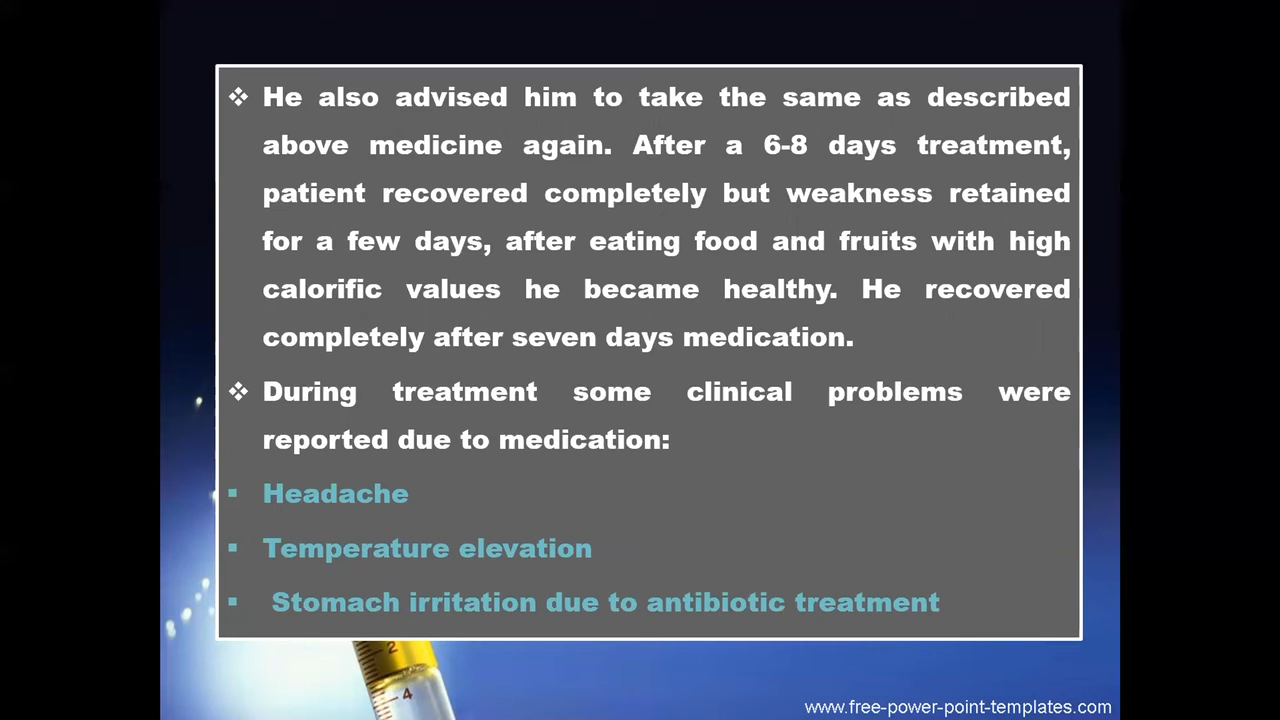 ❖ He also advised him to take the same as described
above medicine again. After a 6-8 days treatment,
patient recovered completely but weakness retained
for a few days, after eating food and fruits with high
calorific values he became healthy. He recovered
completely after seven days medication.
❖ During treatment some clinical problems were
reported due to medication:
▪ Headache
▪ Temperature elevation
▪ Stomach irritation due to antibiotic treatment
2
4
www.free-power-point-templates.com